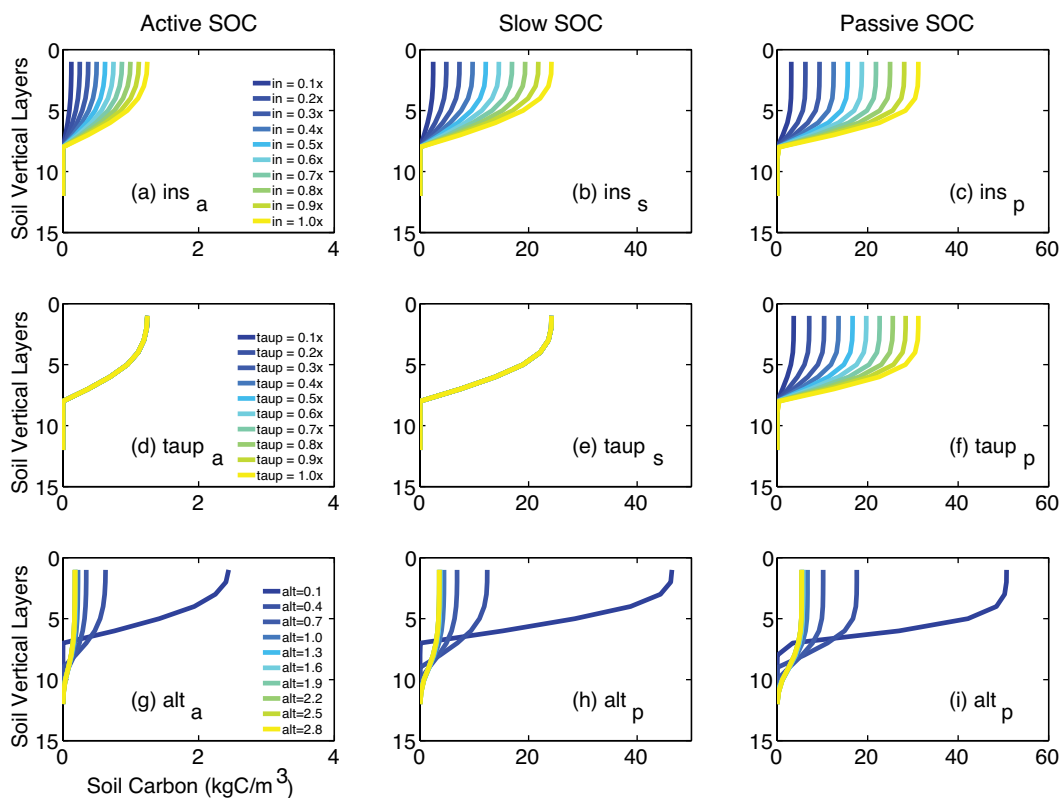 Active SOC
Slow SOC
Passive SOC
Soil Vertical Layers
0
5
10
15
0
2
4
(a) ins a
in = 0.1x
in = 0.2x
in = 0.3x
in = 0.4x
in = 0.5x
in = 0.6x
in = 0.7x
in = 0.8x
in = 0.9x
in = 1.0x
0
5
10
15
0
20
40
(b) ins s
0
5
10
15
0
20
40
60
(c) ins p
Soil Vertical Layers
0
5
10
15
0
2
4
(d) taup a
taup = 0.1x
taup = 0.2x
taup = 0.3x
taup = 0.4x
taup = 0.5x
taup = 0.6x
taup = 0.7x
taup = 0.8x
taup = 0.9x
taup = 1.0x
0
5
10
15
0
20
40
(e) taup s
0
5
10
15
0
20
40
60
(f) taup p
Soil Vertical Layers
0
5
10
15
0
2
4
(g) alt a
alt=0.1
alt=0.4
alt=0.7
alt=1.0
alt=1.3
alt=1.6
alt=1.9
alt=2.2
alt=2.5
alt=2.8
Soil Carbon (kgC/m3)
0
5
10
15
0
20
40
(h) alt p
0
5
10
15
0
20
40
60
(i) alt p